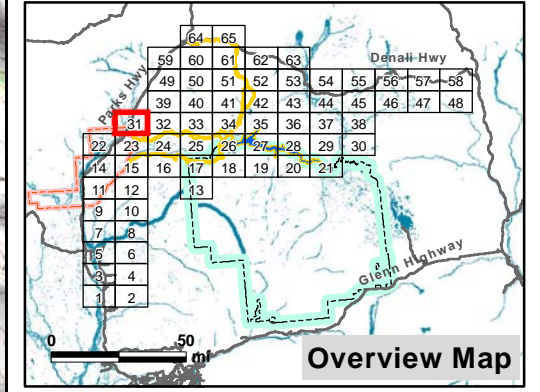 64 65
59 60 61 62 63
Denali Hwy
Parks Hwy
49 50 51 52 53 54 55 56 57 58
39 40 41 42 43 44 45 46 47 48
31 32 33 34 35 36 37 38
22 23 24 25 26 27 28 29 30
14 15 16 17 18 19 20 21
11 12 13
9 10
7 8
5 6
Glenn Highway
3 4
1 2
0 50
mi
Overview Map